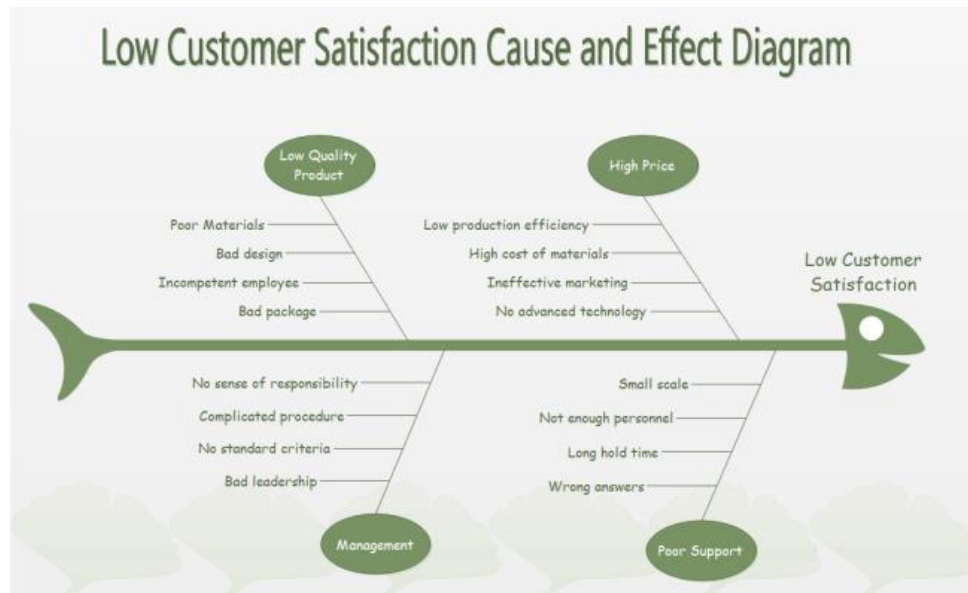 Low Customer Satisfaction Cause and Effect Diagram
Low Quality
Product
Poor Materials
Bad design
Incompetent employee
Bad package
High Price
Low production efficiency
High cost of materials
Ineffective marketing
No advanced technology
Low Customer
Satisfaction
No sense of responsibility
Complicated procedure
No standard criteria
Bad leadership
Management
Small scale
Not enough personnel
Long hold time
Wrong answers
Poor Support